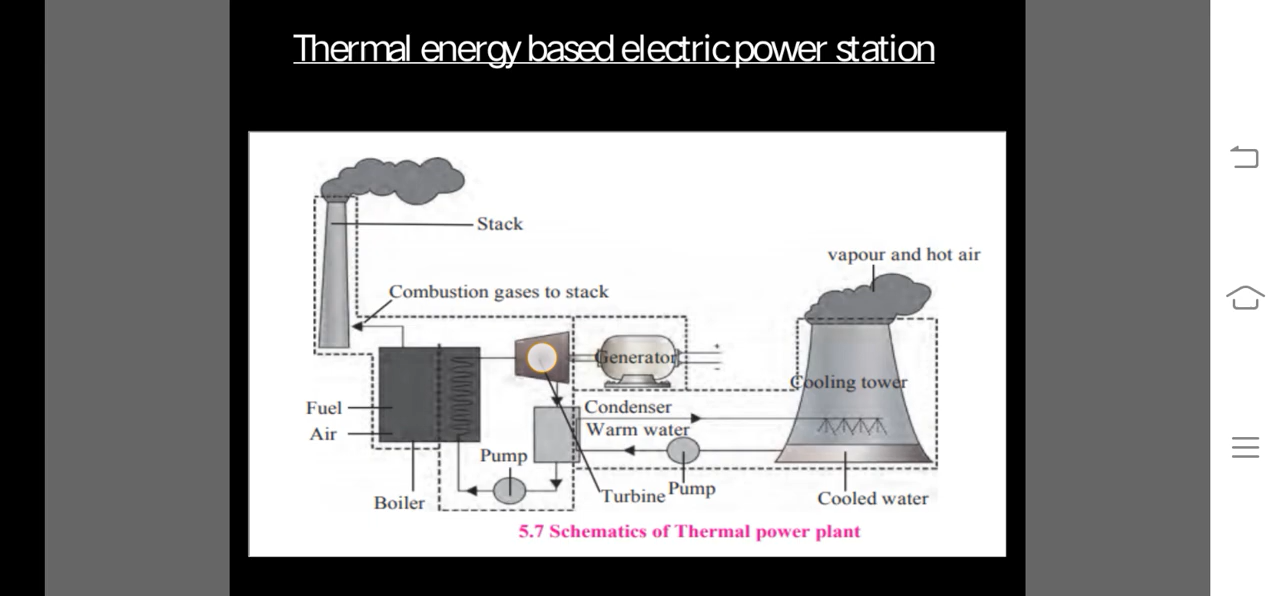 Thermal energy based electric power station
Stack
vapour and hot air
Combustion gases to stack
Generator
+
-
Cooling tower
Fuel
Air
Condenser
Warm water
Pump
Boiler
Turbine
Pump
Cooled water
5.7 Schematics of Thermal power plant